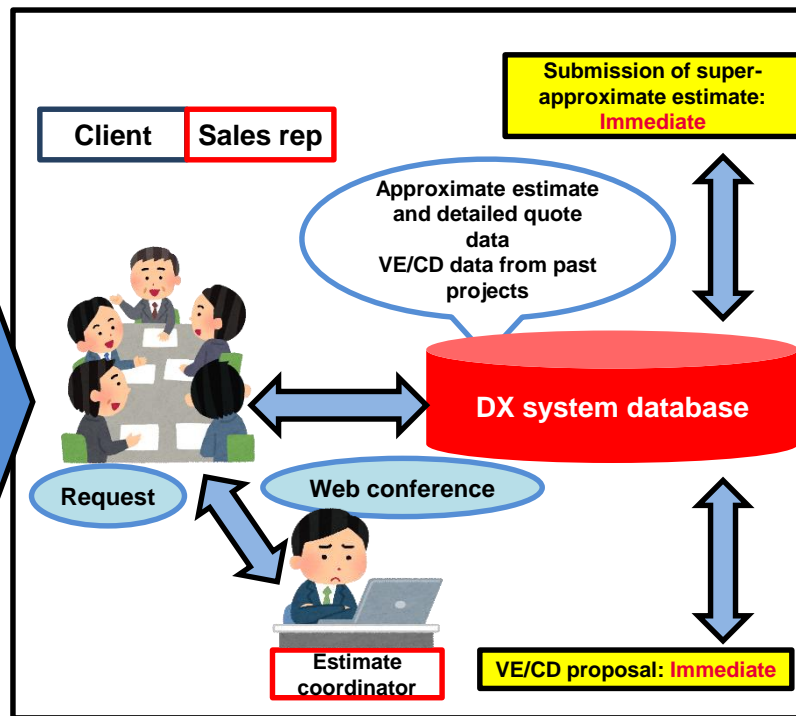 Submission of super-
approximate estimate:
Immediate
Client
Sales rep
Approximate estimate
and detailed quote
data
VE/CD data from past
projects
DX system database
Request
Web conference
Estimate
coordinator
VE/CD proposal: Immediate